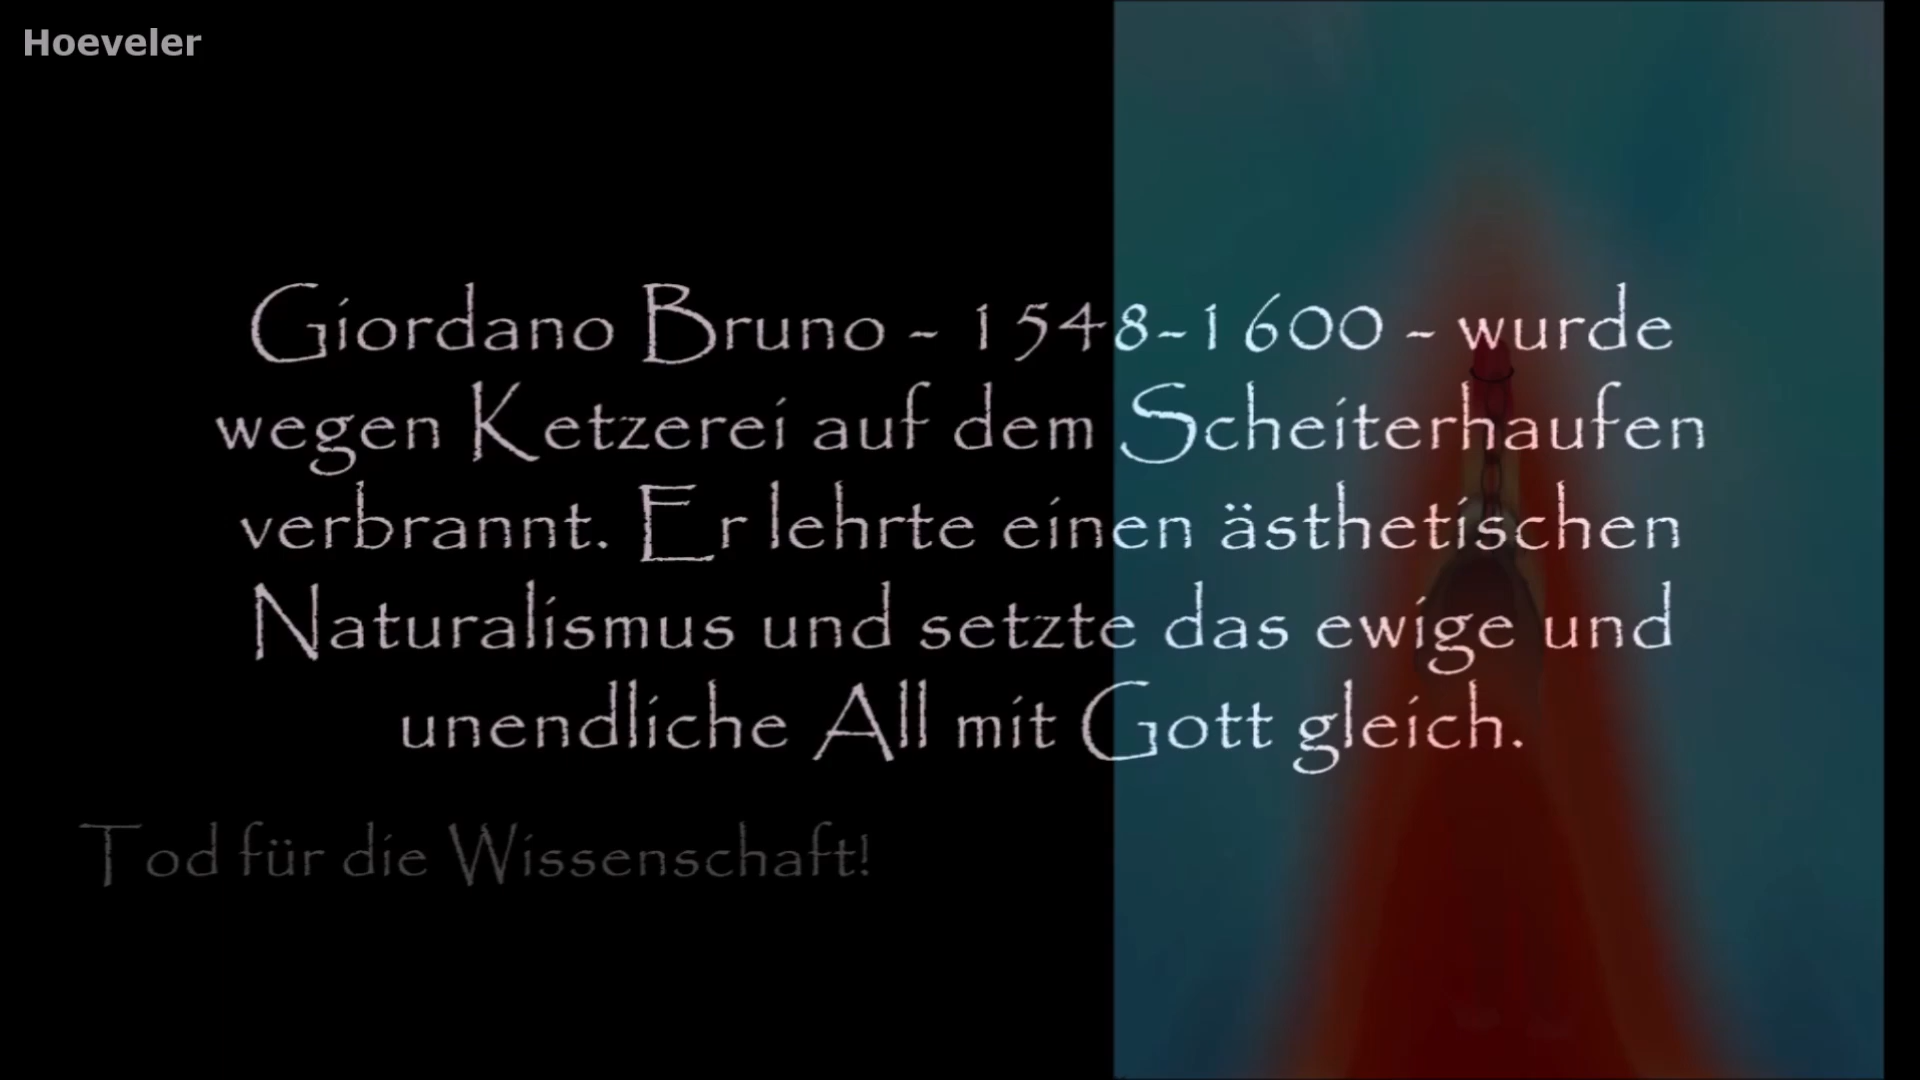 Hoeveler
Giordano Bruno - 1548-1600 - wurde
wegen Ketzerei auf dem Scheiterhaufen
verbrannt. Er lehrte einen ästhetischen
Naturalismus und setzte das ewige und
unendliche All mit Gott gleich.
Tod für die Wissenschaft!